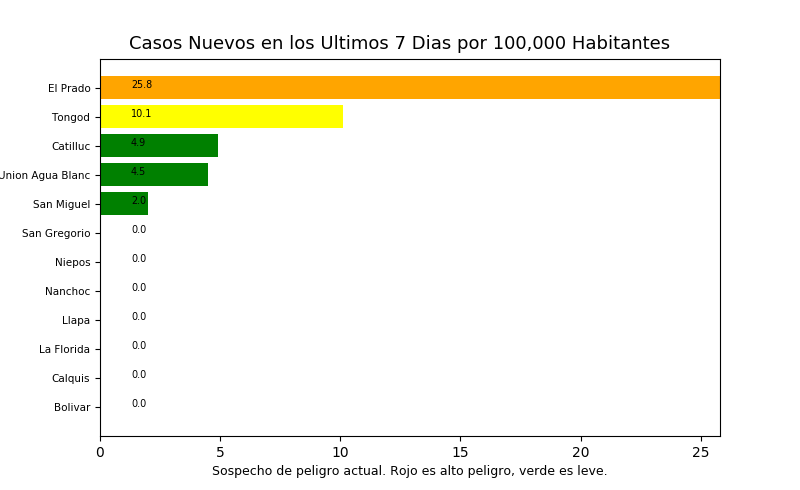 Casos Nuevos en los Ultimos 7 Dias por 100,000 Habitantes
El Prado 25.8
Tongod 10.1
Catilluc 4.9
Union Agua Blanc 4.5
San Miguel 2.0
San Gregorio 0.0
Niepos 0.0
Nanchoc 0.0
Llapa 0.0
La Florida 0.0
Calquis 0.0
Bolivar 0.0
0 5 10 15 20 25
Sospecho de peligro actual. Rojo es alto peligro, verde es leve.